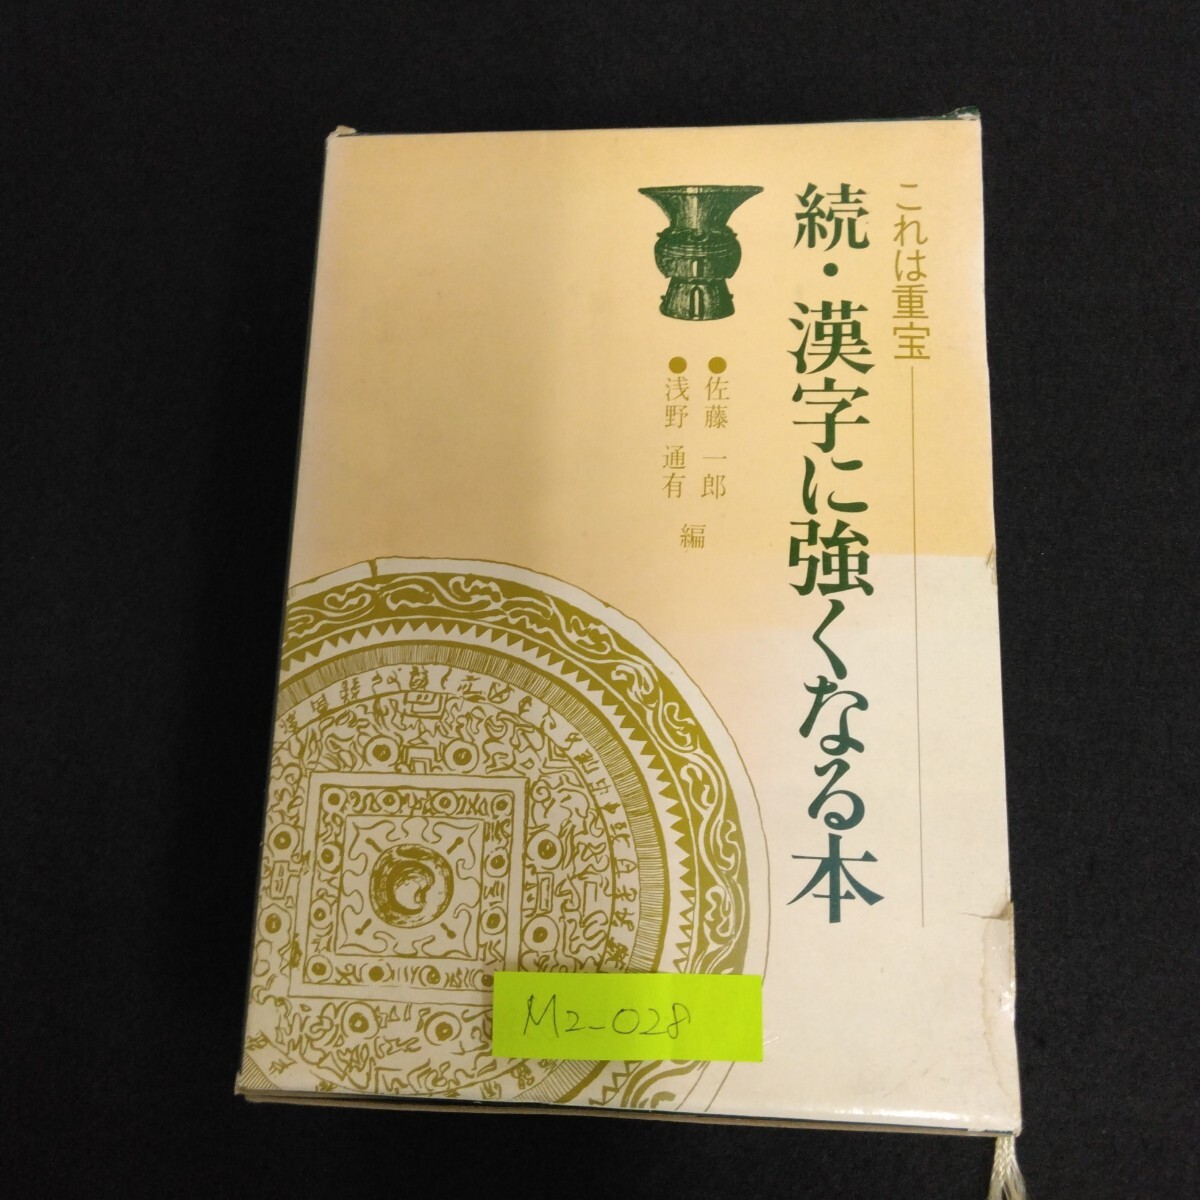 これは重宝
続・漢字に強くなる本
●佐藤 一郎
●浅野 通有
編
M2-028